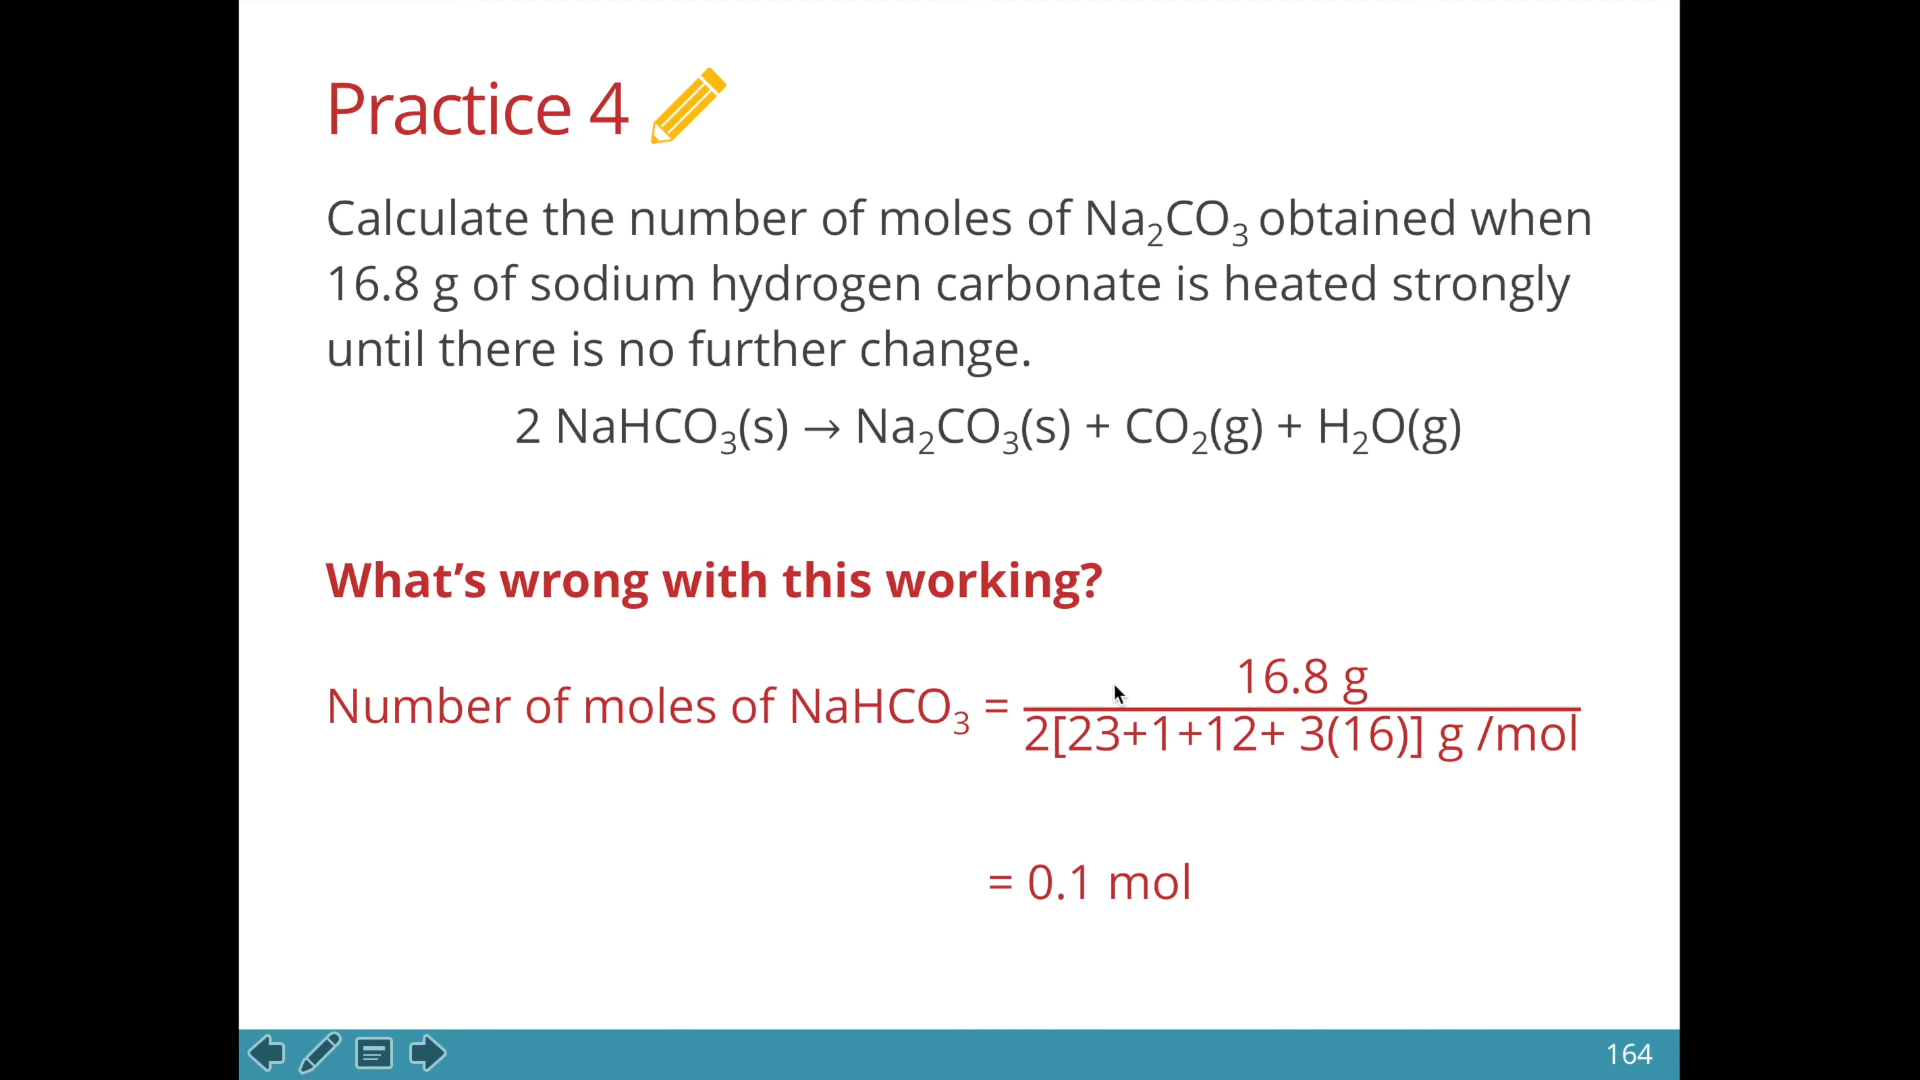 Practice 4
Calculate the number of moles of Na₂CO₃ obtained when
16.8 g of sodium hydrogen carbonate is heated strongly
until there is no further change.
2 NaHCO₃(s) → Na₂CO₃(s) + CO₂(g) + H₂O(g)
What’s wrong with this working?
Number of moles of NaHCO₃ =
16.8 g
2[23+1+12+ 3(16)] g /mol
= 0.1 mol
164